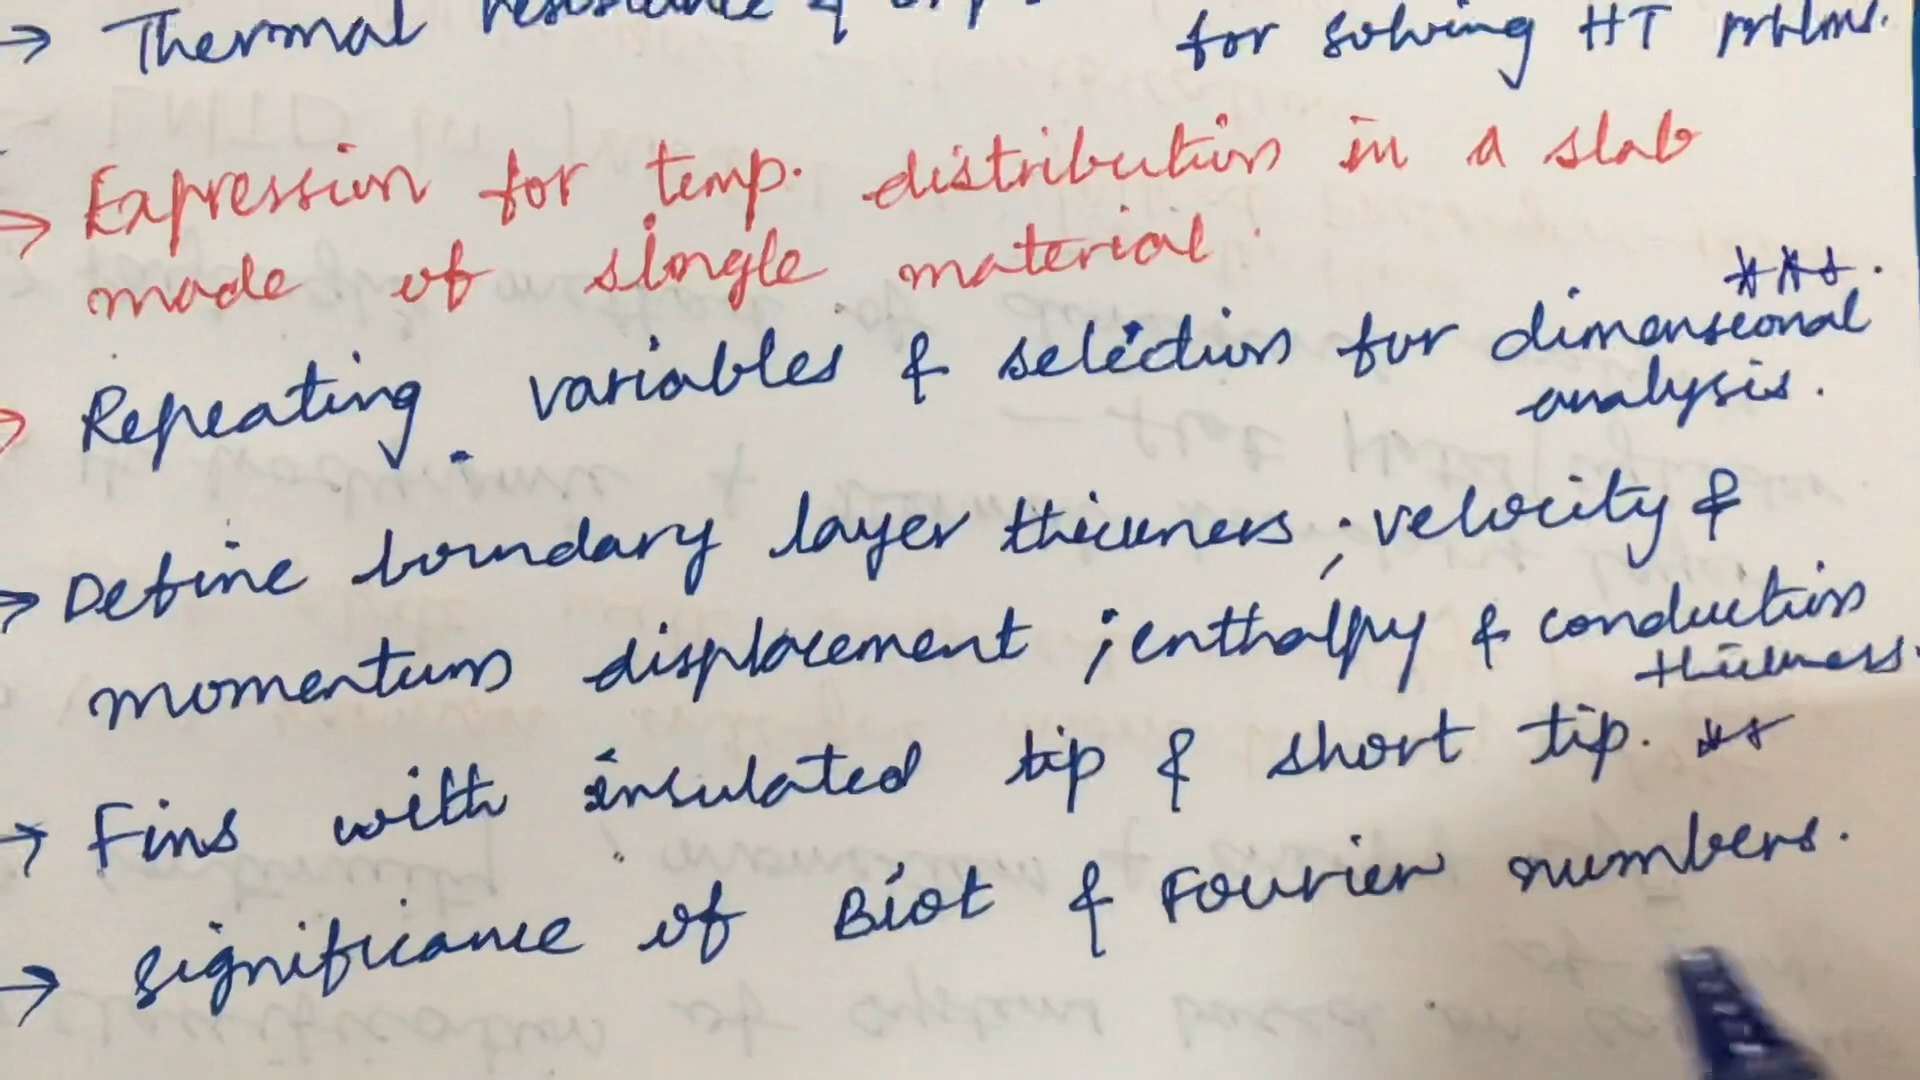 → Thermal resistance &
for solving HT problms.
→ Expression for temp. distribution in a slab
made of single material.
→ Repeating variables & selection for dimensional
analysis.
→ Define boundary layer thickness ; velocity &
momentum displacement ; enthalpy & conduction
thickness.
→ Fins with insulated tip & short tip. **
→ significance of Biot & Fourier numbers.